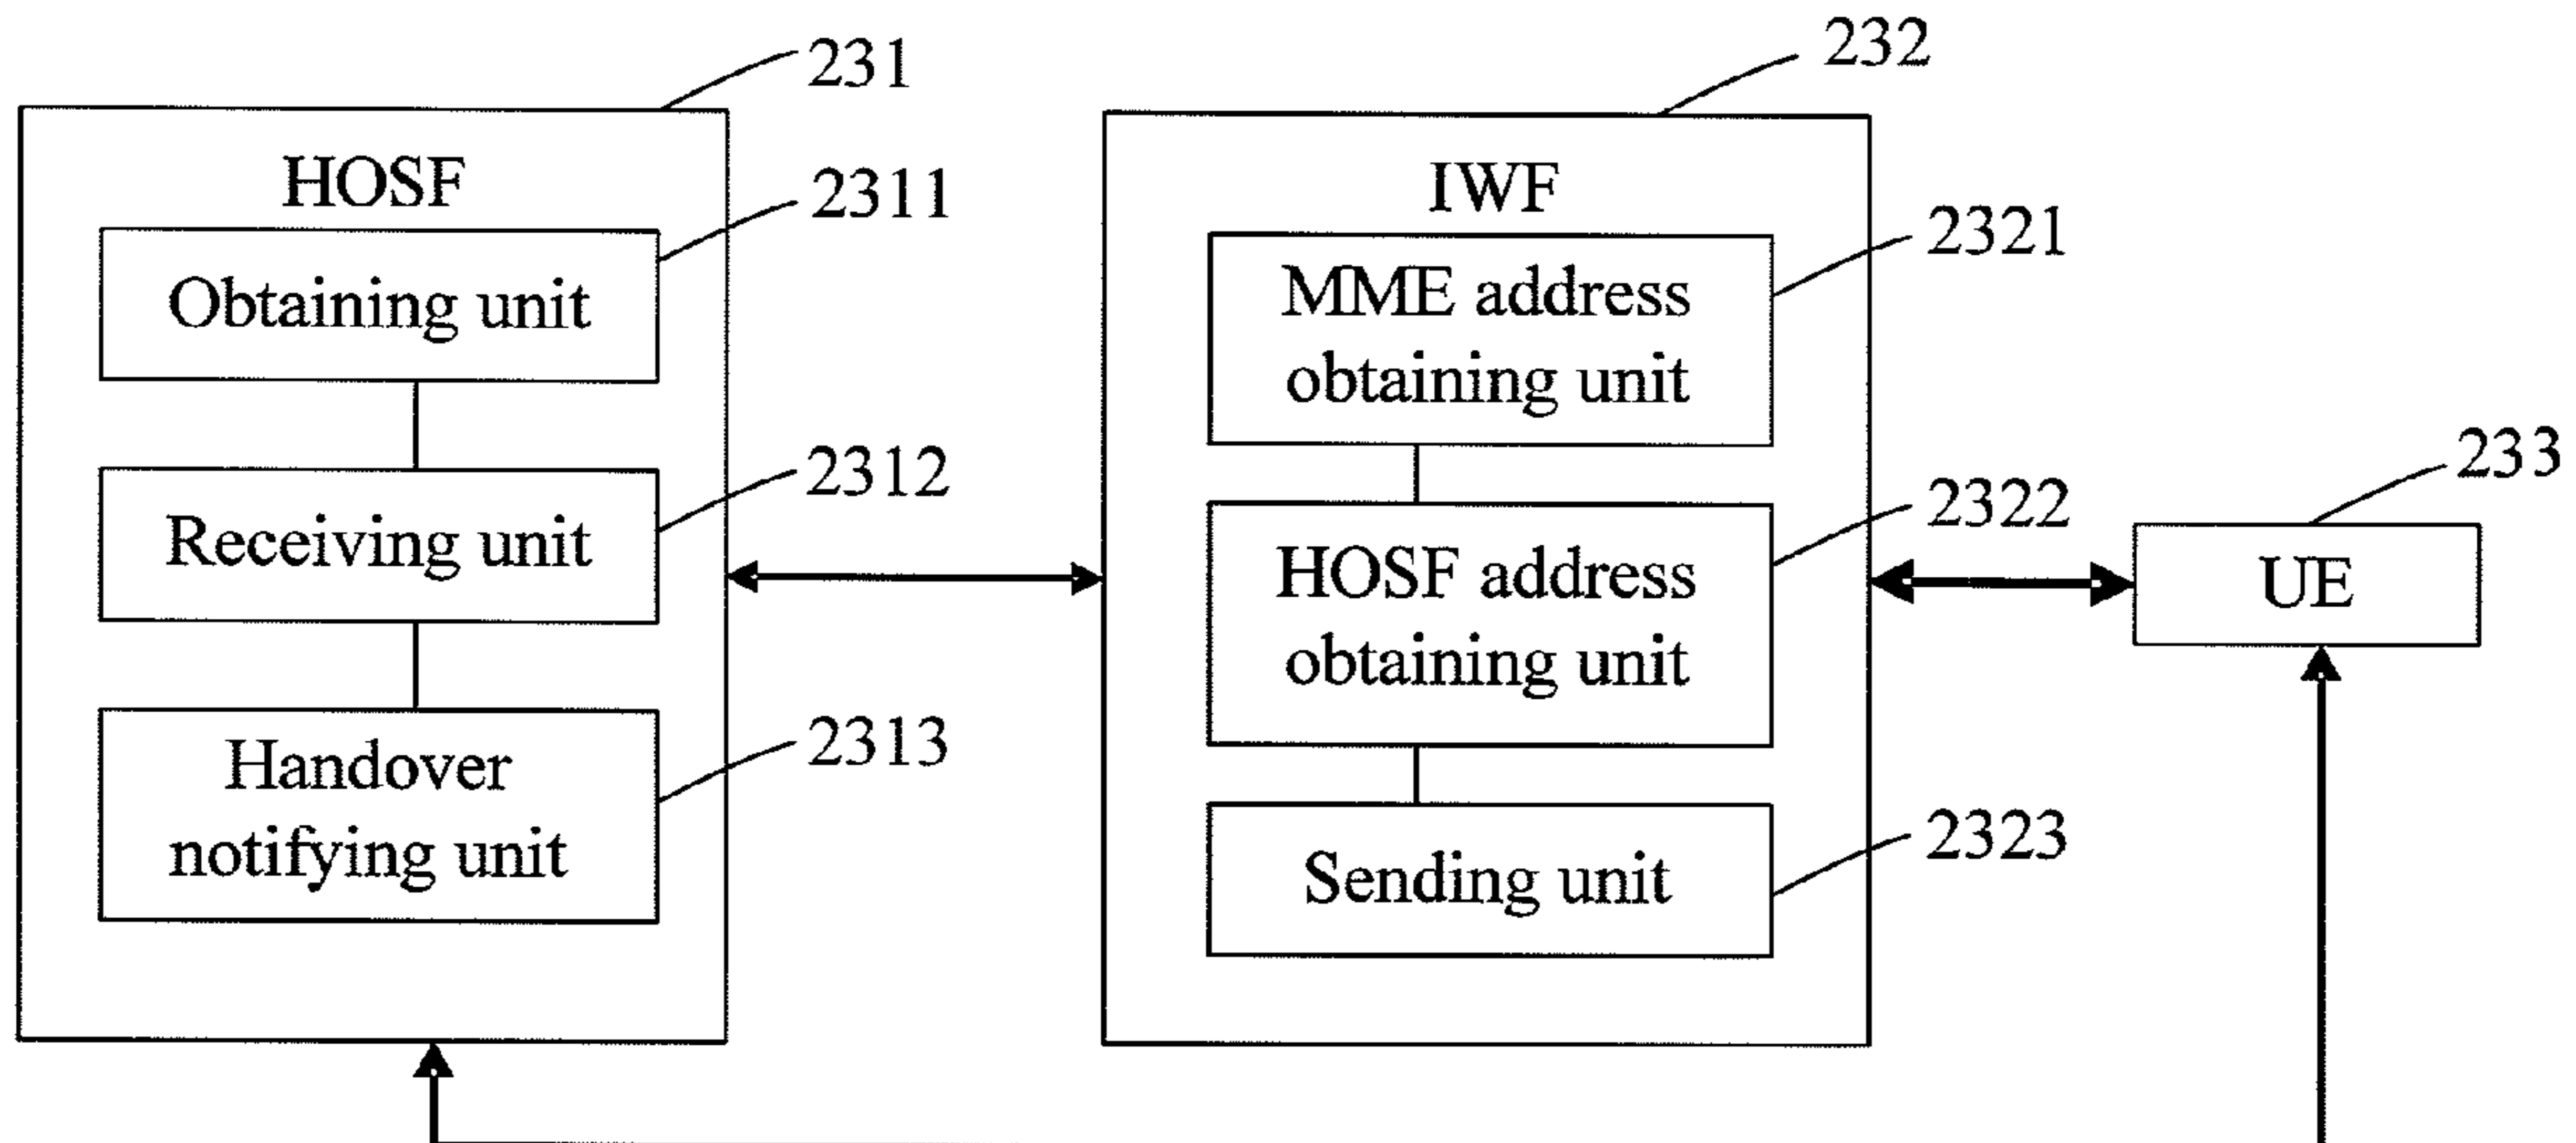 231
HOSF
2311
Obtaining unit
2312
Receiving unit
2313
Handover
notifying unit
232
IWF
2321
MME address
obtaining unit
2322
HOSF address
obtaining unit
2323
Sending unit
233
UE